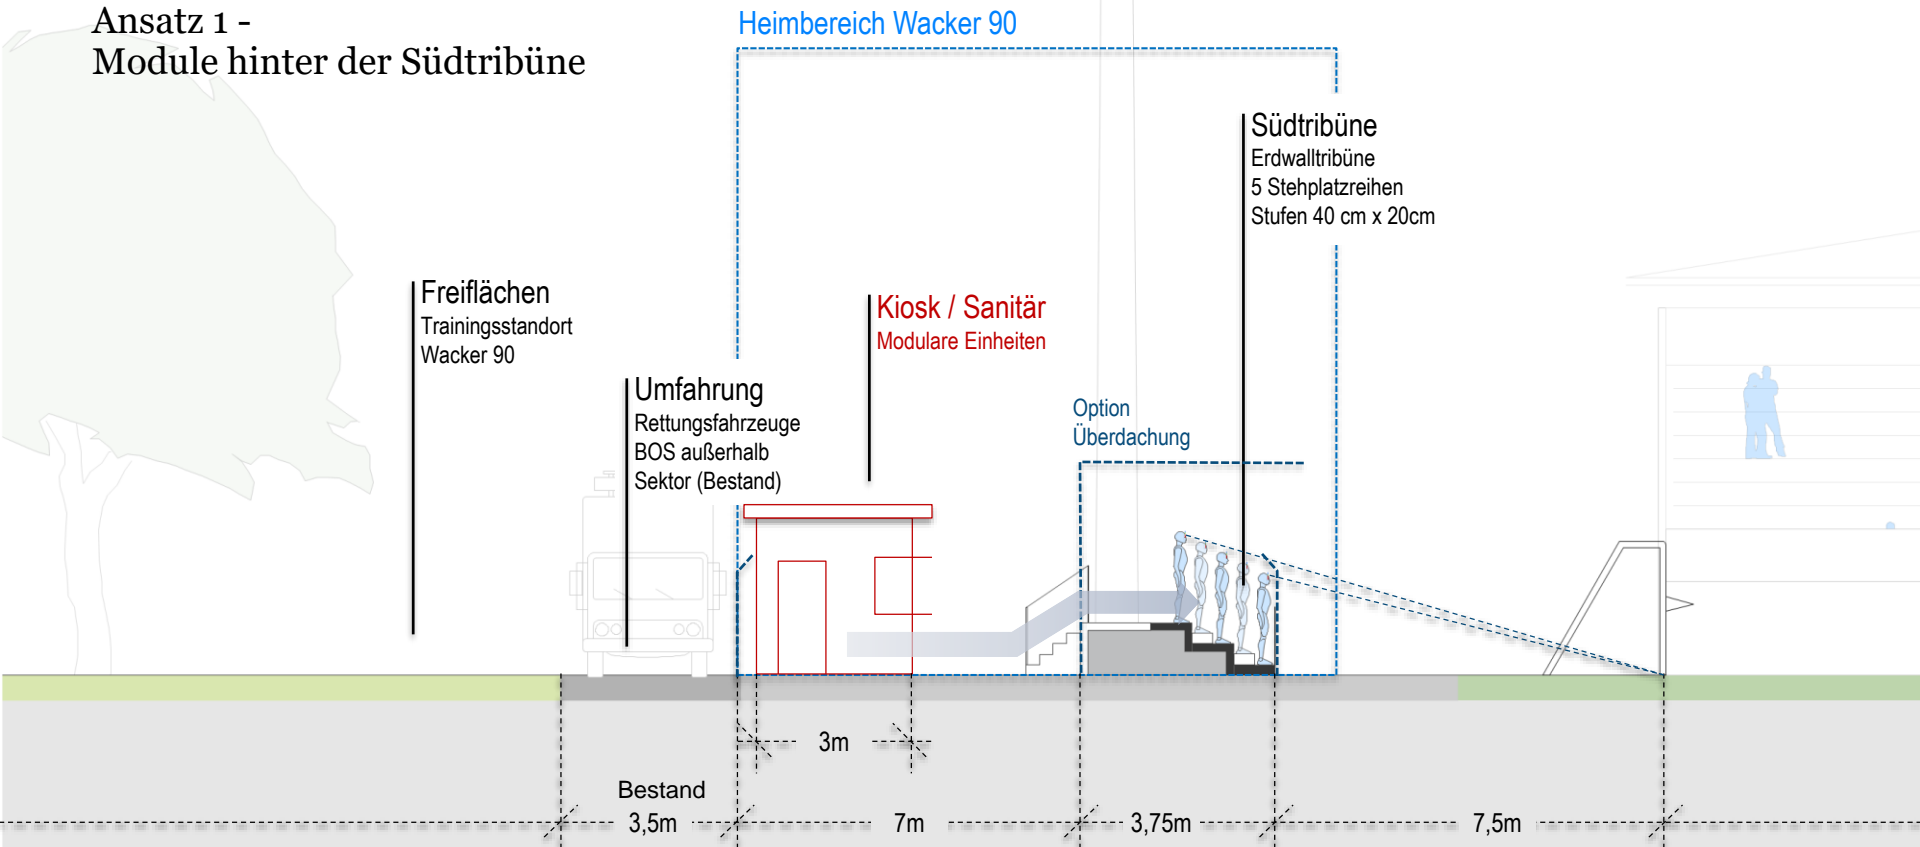 Ansatz 1 -
Module hinter der Südtribüne
Heimbereich Wacker 90
Südtribüne
Erdwalltribüne
5 Stehplatzreihen
Stufen 40 cm x 20cm
Freiflächen
Trainingsstandort
Wacker 90
Kiosk / Sanitär
Modulare Einheiten
Umfahrung
Rettungsfahrzeuge
BOS außerhalb
Sektor (Bestand)
Option
Überdachung
3m
Bestand
3,5m
7m
3,75m
7,5m